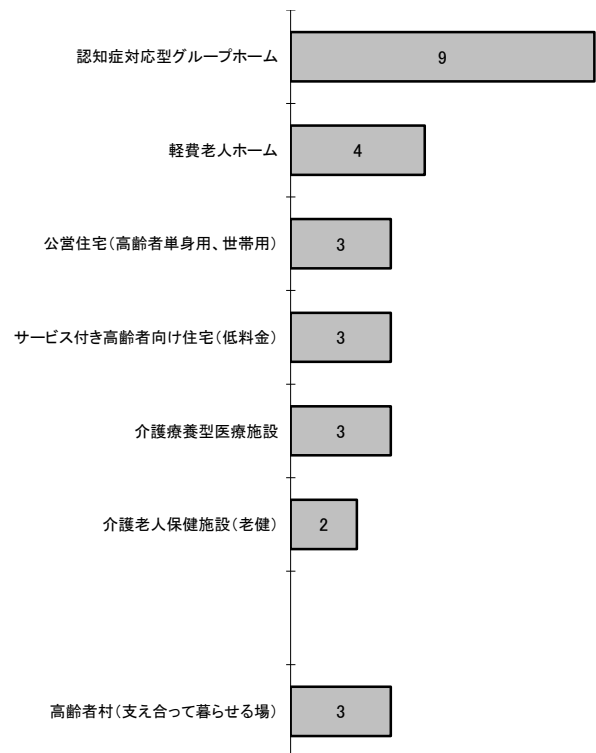 認知症対応型グループホーム 9
軽費老人ホーム 4
公営住宅(高齢者単身用、世帯用) 3
サービス付き高齢者向け住宅(低料金) 3
介護療養型医療施設 3
介護老人保健施設(老健) 2
高齢者村(支え合って暮らせる場) 3